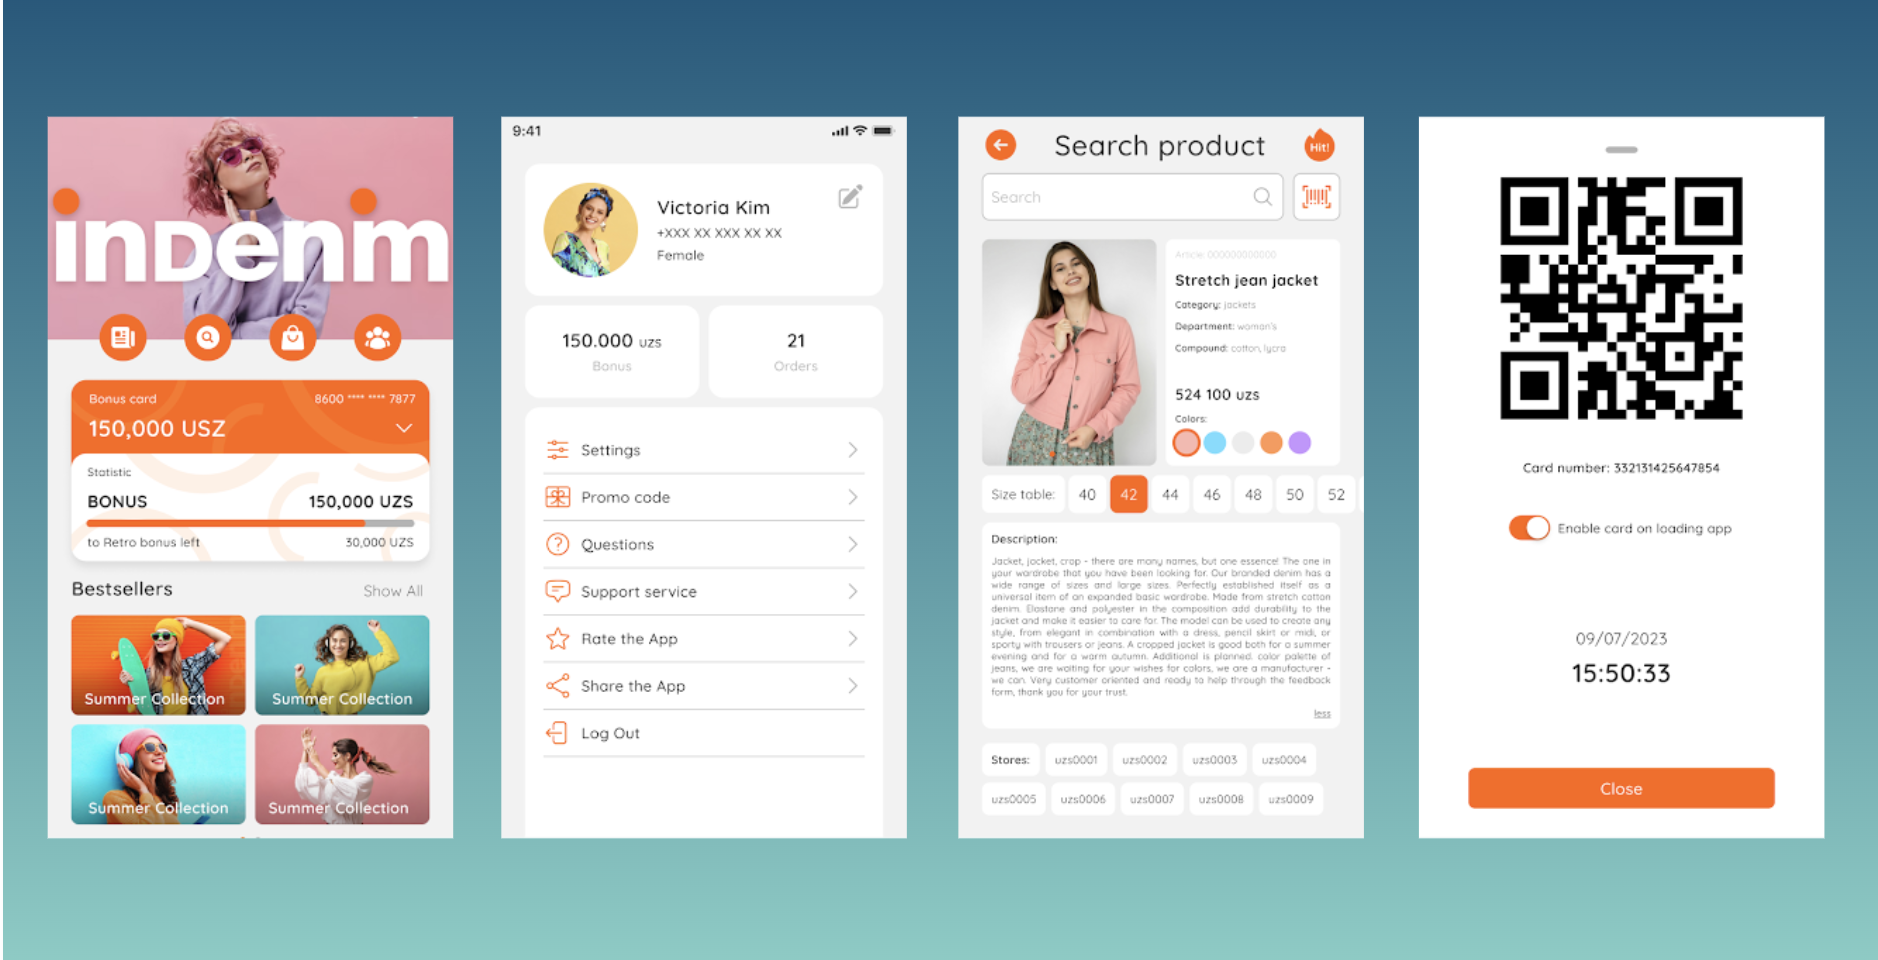 inDenim
Bonus card 8600 **** **** 7877
150,000 USZ
Statistic
BONUS 150,000 UZS
to Retro bonus left 30,000 UZS
Bestsellers Show All
Summer Collection Summer Collection
Summer Collection Summer Collection
9:41
Victoria Kim
+XXX XX XXX XX XX
Female
150.000 UZS 21
Bonus Orders
Settings
Promo code
Questions
Support service
Rate the App
Share the App
Log Out
Search product Hit!
Search
Article: 000000000000
Stretch jean jacket
Category: jackets
Department: woman's
Compound: cotton, lycra
524 100 UZS
Colors:
Size table: 40 42 44 46 48 50 52
Description:
Jacket, jocket, crop - there are many names, but one essence! The one in
your wordrobe that you have been looking for. Our branded denim has a
wide range of sizes and large sizes. Perfectly established itself as a
universal item of an expanded basic wardrobe. Made from stretch cotton
denim. Elastane and polyester in the composition add durability to the
jacket and make it easier to care for. The model can be used to create any
style, from elegant in combination with a dress, pencil skirt or midi, or
sporty with trousers or jeans. A cropped jacket is good both for a summer
evening and for a warm autumn. Additional is planned. color palette of
jeans, we are waiting for your wishes for colors, we are a manufacturer -
we can. Very customer oriented and ready to help through the feedback
form, thank you for your trust.
less
Stores: uzs0001 uzs0002 uzs0003 uzs0004
uzs0005 uzs0006 uzs0007 uzs0008 uzs0009
Card number: 332131425647854
Enable card on loading app
09/07/2023
15:50:33
Close